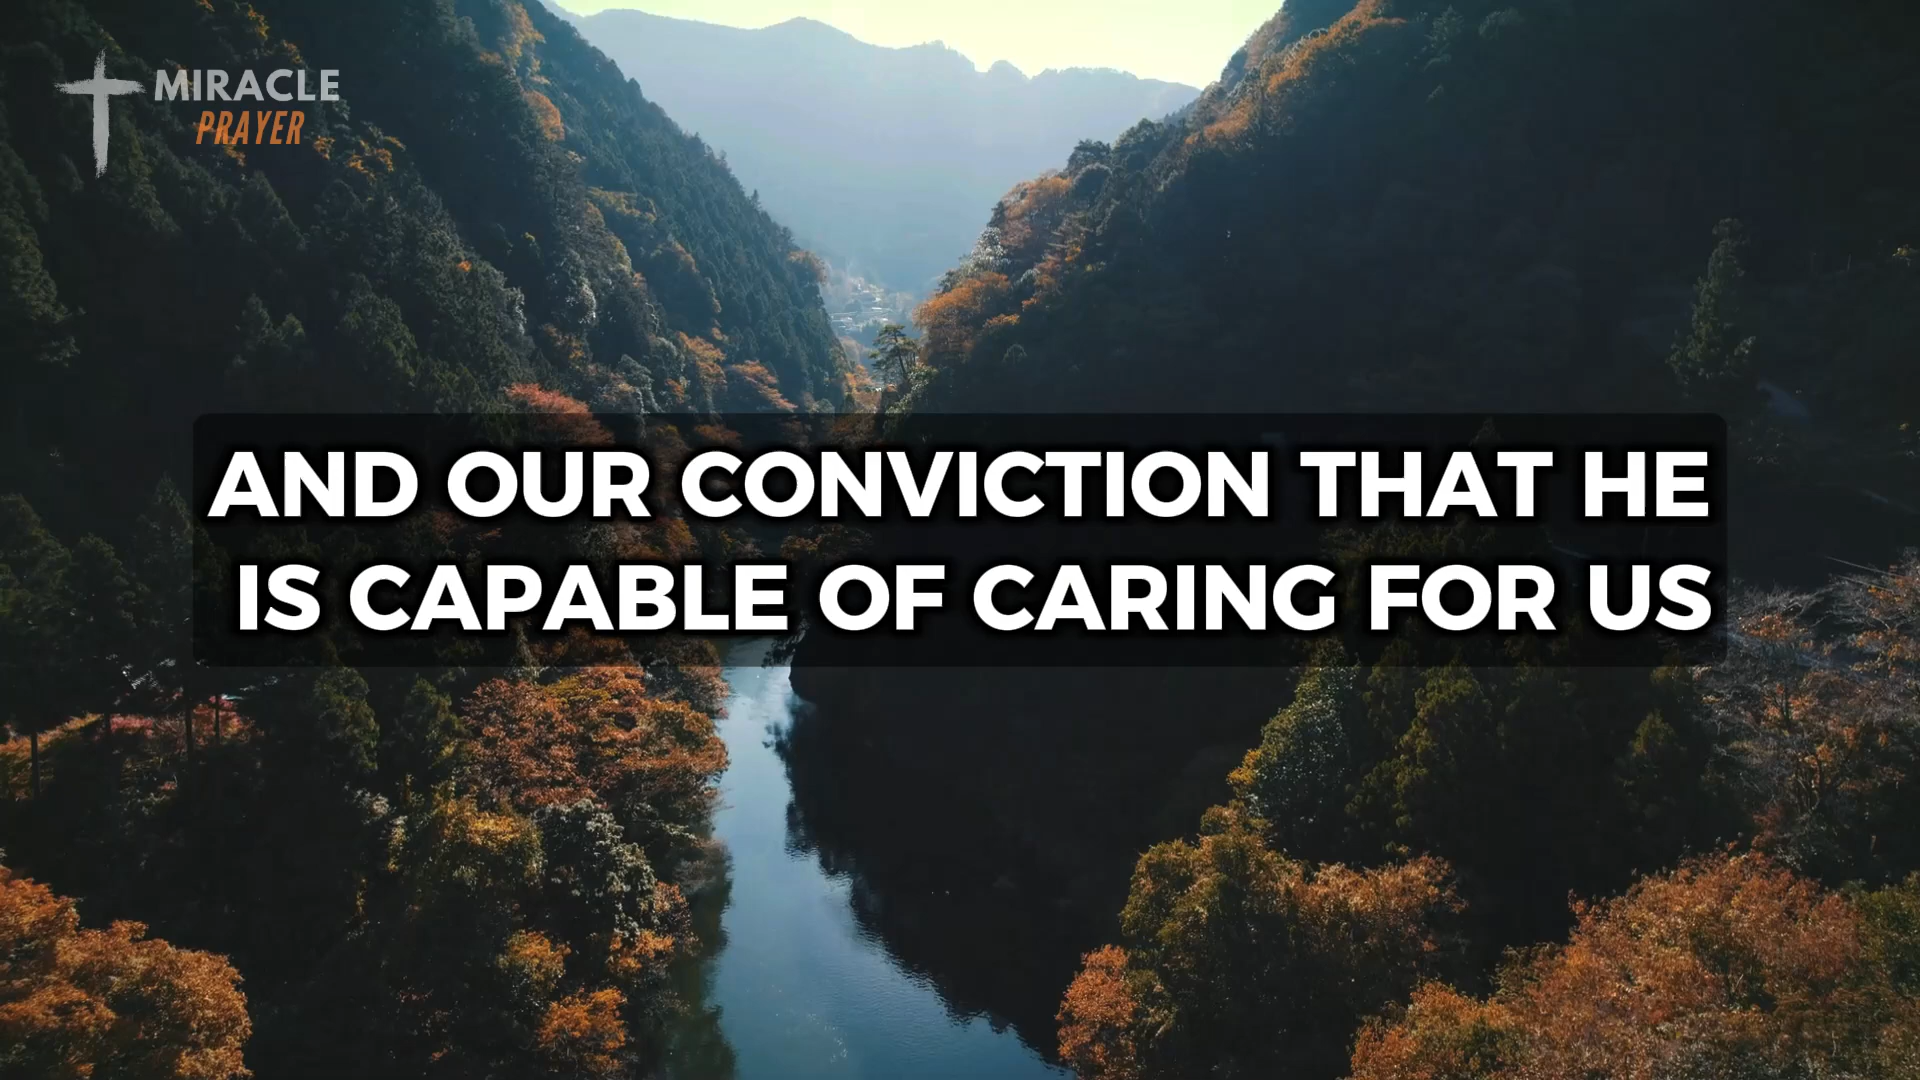 MIRACLE
PRAYER
AND OUR CONVICTION THAT HE
IS CAPABLE OF CARING FOR US